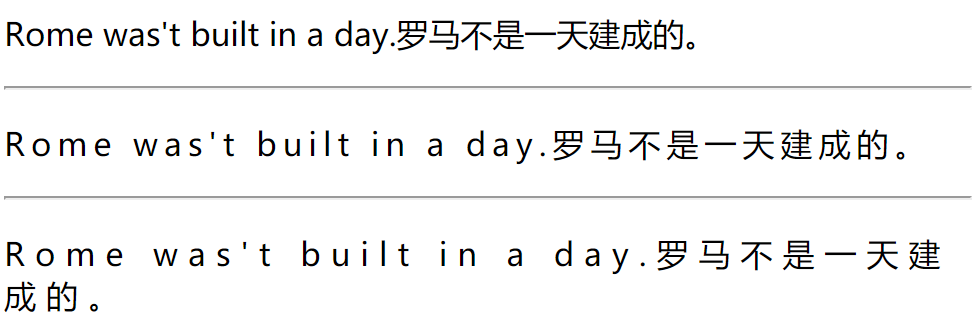 Rome was't built in a day.罗马不是一天建成的。
Rome was't built in a day.罗马不是一天建成的。
Rome was't built in a day.罗马不是一天建
成的。